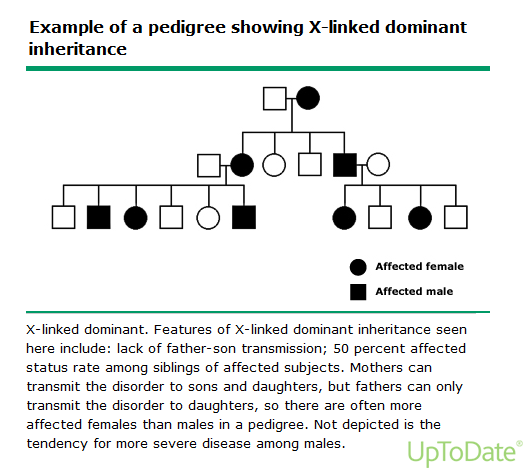 Example of a pedigree showing X-linked dominant
inheritance
Affected female
Affected male
X-linked dominant. Features of X-linked dominant inheritance seen
here include: lack of father-son transmission; 50 percent affected
status rate among siblings of affected subjects. Mothers can
transmit the disorder to sons and daughters, but fathers can only
transmit the disorder to daughters, so there are often more
affected females than males in a pedigree. Not depicted is the
tendency for more severe disease among males.
UpToDate®